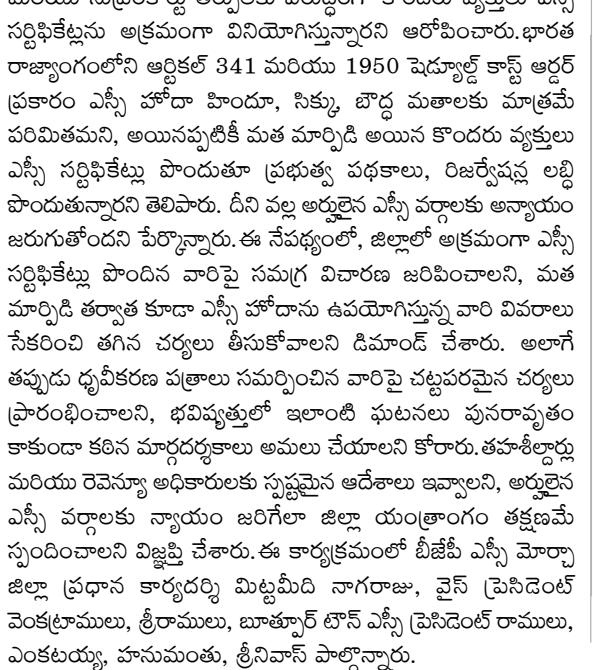 మరియు సుప్రీంకోర్టు తీర్పులకు విరుద్ధంగా కొందరు వ్యక్తులు ఎస్సీ
సర్టిఫికేట్లను అక్రమంగా వినియోగిస్తున్నారని ఆరోపించారు.భారత
రాజ్యాంగంలోని ఆర్టికల్ 341 మరియు 1950 షెడ్యూల్డ్ కాస్ట్ ఆర్డర్
ప్రకారం ఎస్సీ హోదా హిందూ, సిక్కు, బౌద్ధ మతాలకు మాత్రమే
పరిమితమని, అయినప్పటికీ మత మార్పిడి అయిన కొందరు వ్యక్తులు
ఎస్సీ సర్టిఫికేట్లు పొందుతూ ప్రభుత్వ పథకాలు, రిజర్వేషన్ల లబ్ధి
పొందుతున్నారని తెలిపారు. దీని వల్ల అర్హులైన ఎస్సీ వర్గాలకు అన్యాయం
జరుగుతోందని పేర్కొన్నారు.ఈ నేపథ్యంలో, జిల్లాలో అక్రమంగా ఎస్సీ
సర్టిఫికేట్లు పొందిన వారిపై సమగ్ర విచారణ జరిపించాలని, మత
మార్పిడి తర్వాత కూడా ఎస్సీ హోదాను ఉపయోగిస్తున్న వారి వివరాలు
సేకరించి తగిన చర్యలు తీసుకోవాలని డిమాండ్ చేశారు. అలాగే
తప్పుడు ధృవీకరణ పత్రాలు సమర్పించిన వారిపై చట్టపరమైన చర్యలు
ప్రారంభించాలని, భవిష్యత్తులో ఇలాంటి ఘటనలు పునరావృతం
కాకుండా కఠిన మార్గదర్శకాలు అమలు చేయాలని కోరారు.తహశీల్దార్లు
మరియు రెవెన్యూ అధికారులకు స్పష్టమైన ఆదేశాలు ఇవ్వాలని, అర్హులైన
ఎస్సీ వర్గాలకు న్యాయం జరిగేలా జిల్లా యంత్రాంగం తక్షణమే
స్పందించాలని విజ్ఞప్తి చేశారు.ఈ కార్యక్రమంలో బీజేపీ ఎస్సీ మోర్చా
జిల్లా ప్రధాన కార్యదర్శి మిట్టమీది నాగరాజు, వైస్ ప్రెసిడెంట్
వెంకట్రాములు, శ్రీరాములు, బూత్పూర్ టౌన్ ఎస్సీ ప్రెసిడెంట్ రాములు,
ఎంకటయ్య, హనుమంతు, శ్రీనివాస్ పాల్గొన్నారు.